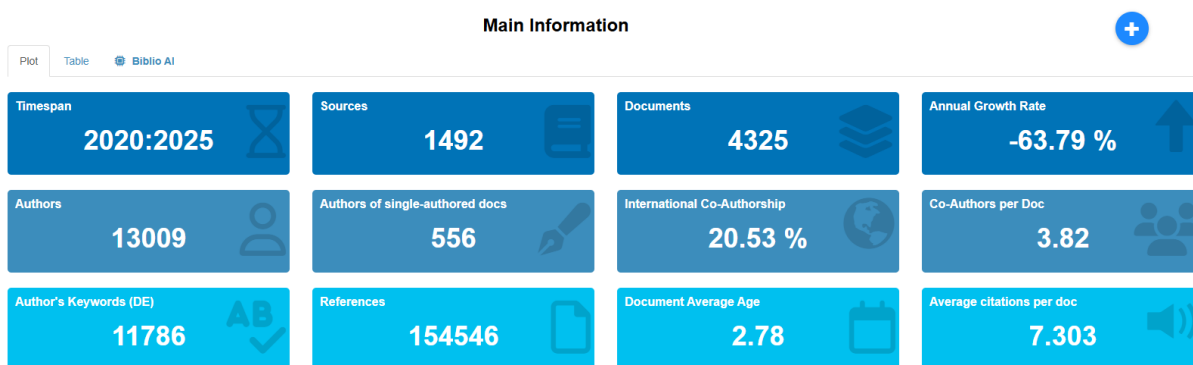 Main Information
Plot Table Biblio AI
Timespan
2020:2025
Sources
1492
Documents
4325
Annual Growth Rate
-63.79 %
Authors
13009
Authors of single-authored docs
556
International Co-Authorship
20.53 %
Co-Authors per Doc
3.82
Author's Keywords (DE)
11786
AB
References
154546
Document Average Age
2.78
Average citations per doc
7.303